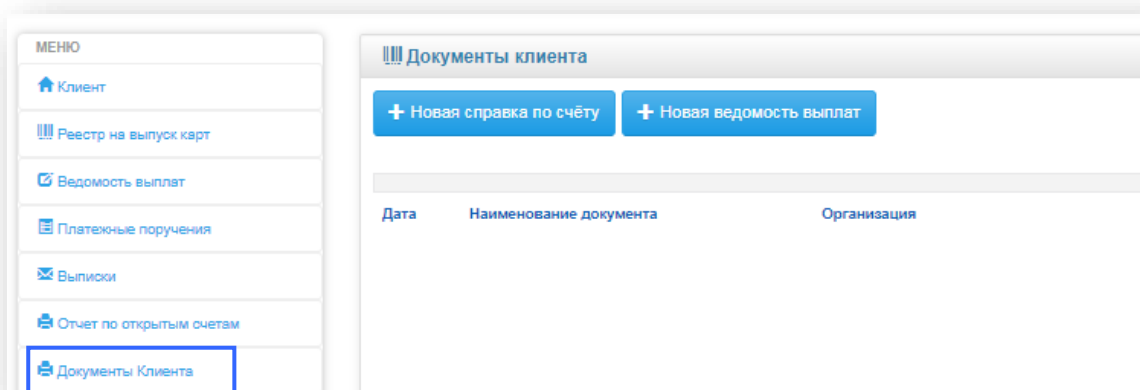 МЕНЮ
Клиент
Реестр на выпуск карт
Ведомость выплат
Платежные поручения
Выписки
Отчет по открытым счетам
Документы Клиента
Документы клиента
+ Новая справка по счёту
+ Новая ведомость выплат
Дата Наименование документа Организация